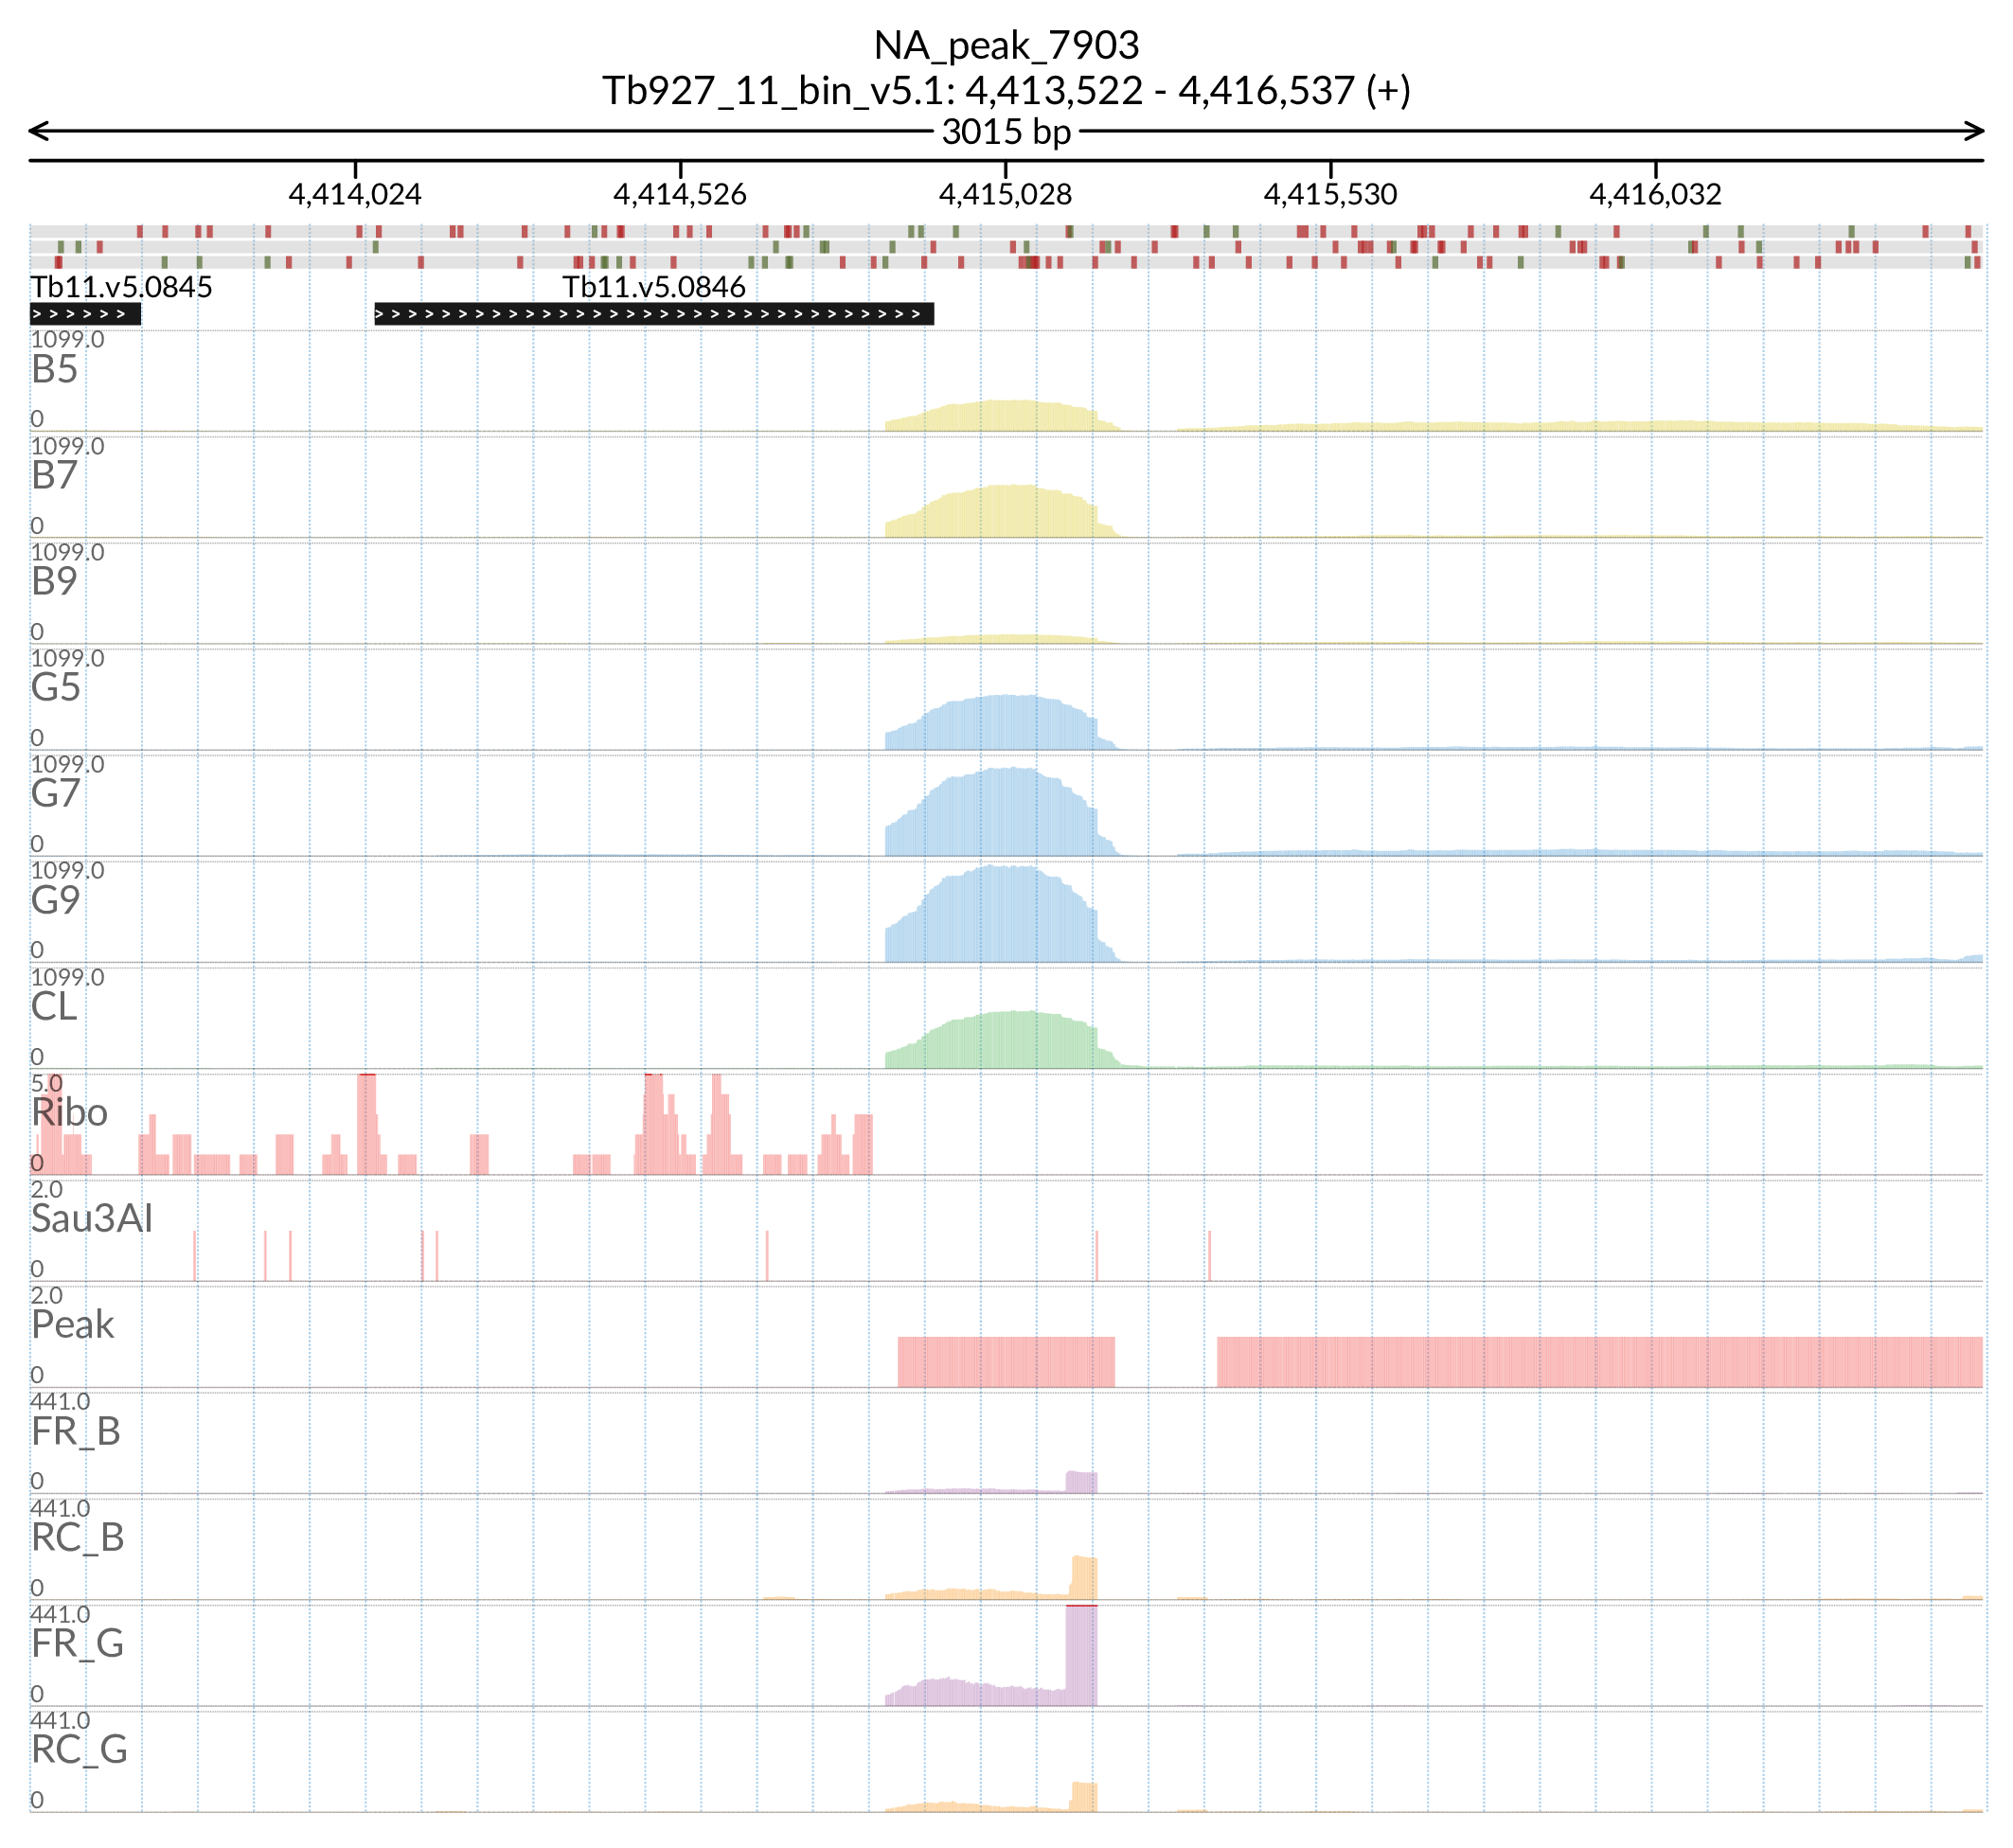 NA_peak_7903
Tb927_11_bin_v5.1: 4,413,522 - 4,416,537 (+)
3015 bp
4,414,024 4,414,526 4,415,028 4,415,530 4,416,032
Tb11.v5.0845 Tb11.v5.0846
1099.0
B5
0
1099.0
B7
0
1099.0
B9
0
1099.0
G5
0
1099.0
G7
0
1099.0
G9
0
1099.0
CL
0
5.0
Ribo
0
2.0
Sau3AI
0
2.0
Peak
0
441.0
FR_B
0
441.0
RC_B
0
441.0
FR_G
0
441.0
RC_G
0